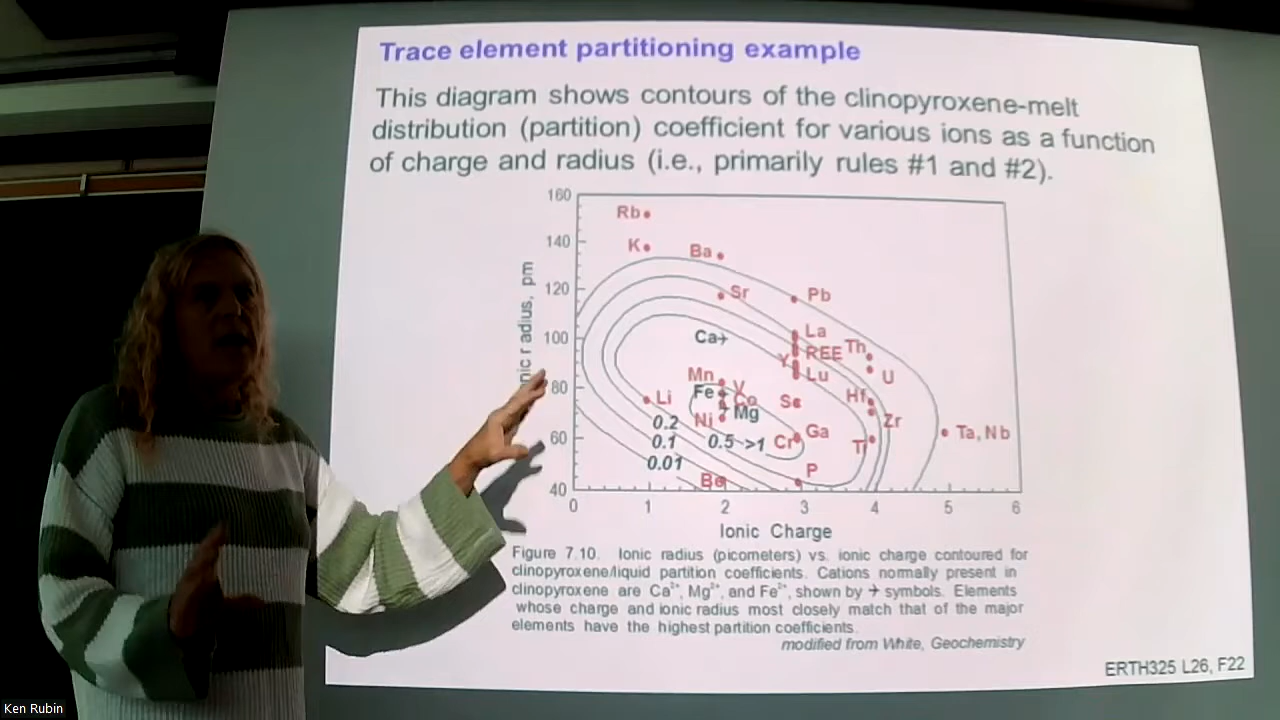 Trace element partitioning example
This diagram shows contours of the clinopyroxene-melt
distribution (partition) coefficient for various ions as a function
of charge and radius (i.e., primarily rules #1 and #2).
160
140
120
100
80
60
40
nic radius, pm
Rb
K
Ba
Sr
Pb
Ca
La
REE
Y
Lu
Th
U
Mn
V
Fe
Co
Mg
Ni
Li
Sc
Hf
Zr
Ti
Ga
Cr
P
Be
Ta, Nb
0.2
0.1
0.01
0.5
>1
0 1 2 3 4 5 6
Ionic Charge
Figure 7.10. Ionic radius (picometers) vs. ionic charge contoured for
clinopyroxene/liquid partition coefficients. Cations normally present in
clinopyroxene are Ca²⁺, Mg²⁺, and Fe²⁺, shown by + symbols. Elements
whose charge and ionic radius most closely match that of the major
elements have the highest partition coefficients.
modified from White, Geochemistry
ERTH325 L26, F22
Ken Rubin